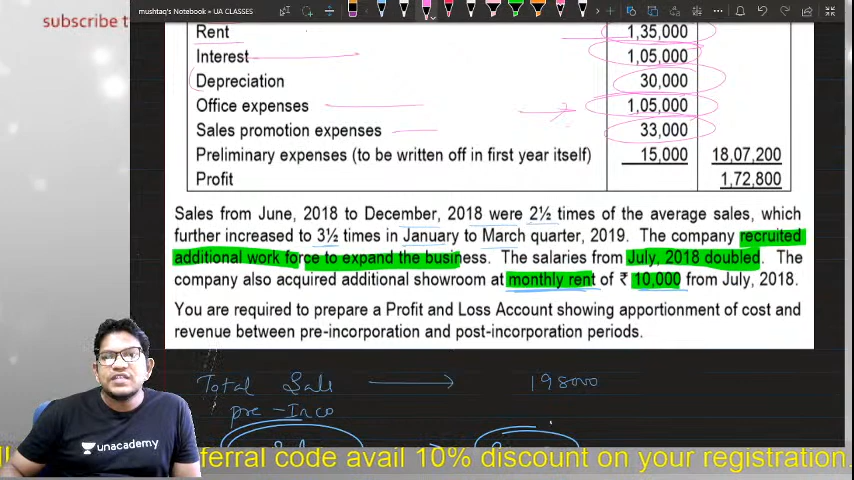 subscribe to
mushtaq's Notebook » UA CLASSES
Rent 1,35,000
Interest 1,05,000
Depreciation 30,000
Office expenses 1,05,000
Sales promotion expenses 33,000
Preliminary expenses (to be written off in first year itself) 15,000 18,07,200
Profit 1,72,800
Sales from June, 2018 to December, 2018 were 2½ times of the average sales, which
further increased to 3½ times in January to March quarter, 2019. The company recruited
additional work force to expand the business. The salaries from July, 2018 doubled. The
company also acquired additional showroom at monthly rent of ₹ 10,000 from July, 2018.
You are required to prepare a Profit and Loss Account showing apportionment of cost and
revenue between pre-incorporation and post-incorporation periods.
Total Sale 198000
pre-Inco
unacademy
ferral code avail 10% discount on your registration.